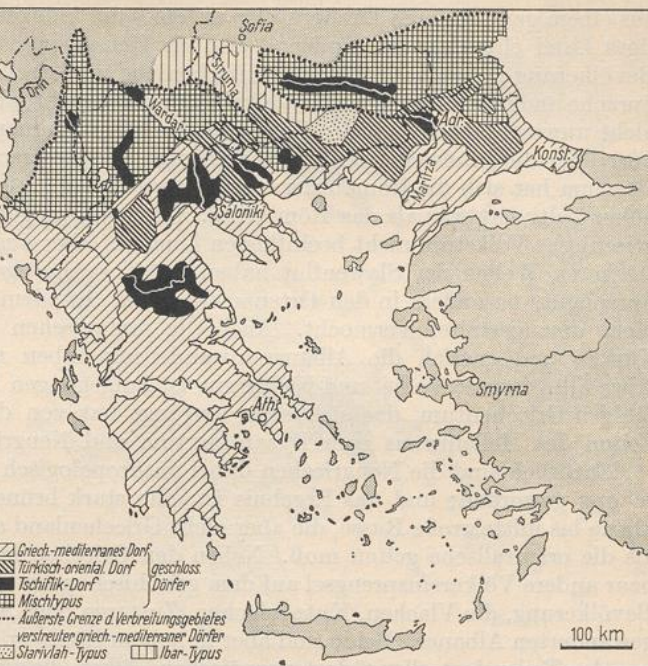 Sofia
Struma
Drin
Wardar
Adr.
Maritza
Konst.
Saloniki
Smyrna
Ath.
Griech.-mediterranes Dorf
Türkisch-oriental. Dorf
Tschiflik-Dorf
geschloss.
Dörfer
Mischtypus
Äußerste Grenze d. Verbreitungsgebietes
verstreuter griech.-mediterraner Dörfer
Starivlah-Typus
Ibar-Typus
100 km